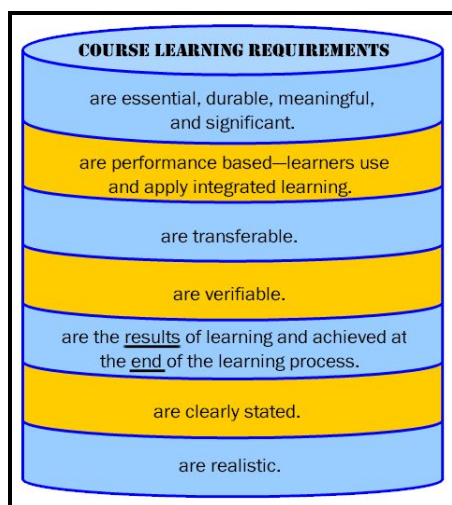 COURSE LEARNING REQUIREMENTS
are essential, durable, meaningful,
and significant.
are performance based—learners use
and apply integrated learning.
are transferable.
are verifiable.
are the results of learning and achieved at
the end of the learning process.
are clearly stated.
are realistic.